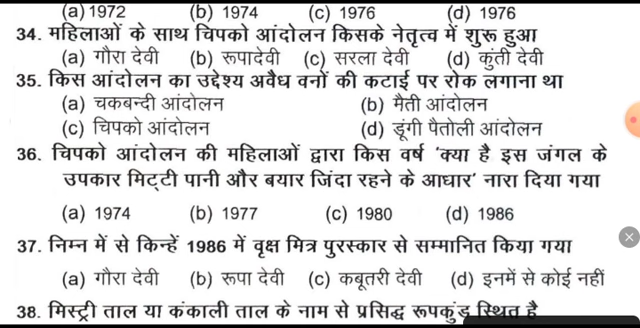 (a) 1972 (b) 1974 (c) 1976 (d) 1976
34. महिलाओं के साथ चिपको आंदोलन किसके नेतृत्व में शुरू हुआ
(a) गौरा देवी (b) रूपादेवी (c) सरला देवी (d) कुंती देवी
35. किस आंदोलन का उद्देश्य अवैध वनों की कटाई पर रोक लगाना था
(a) चकबन्दी आंदोलन (b) मैती आंदोलन
(c) चिपको आंदोलन (d) डूंगी पैतोली आंदोलन
36. चिपको आंदोलन की महिलाओं द्वारा किस वर्ष 'क्या है इस जंगल के
उपकार मिट्टी पानी और बयार जिंदा रहने के आधार' नारा दिया गया
(a) 1974 (b) 1977 (c) 1980 (d) 1986
37. निम्न में से किन्हें 1986 में वृक्ष मित्र पुरस्कार से सम्मानित किया गया
(a) गौरा देवी (b) रूपा देवी (c) कबूतरी देवी (d) इनमें से कोई नहीं
38. मिस्ट्री ताल या कंकाली ताल के नाम से प्रसिद्ध रूपकुंड स्थित है